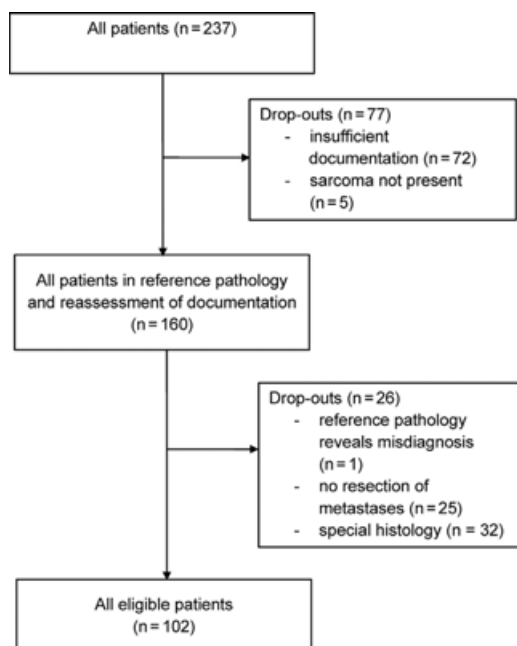 All patients (n = 237)
Drop-outs (n = 77)
- insufficient
documentation (n = 72)
- sarcoma not present
(n = 5)
All patients in reference pathology
and reassessment of documentation
(n = 160)
Drop-outs (n = 26)
- reference pathology
reveals misdiagnosis
(n = 1)
- no resection of
metastases (n = 25)
- special histology (n = 32)
All eligible patients
(n = 102)